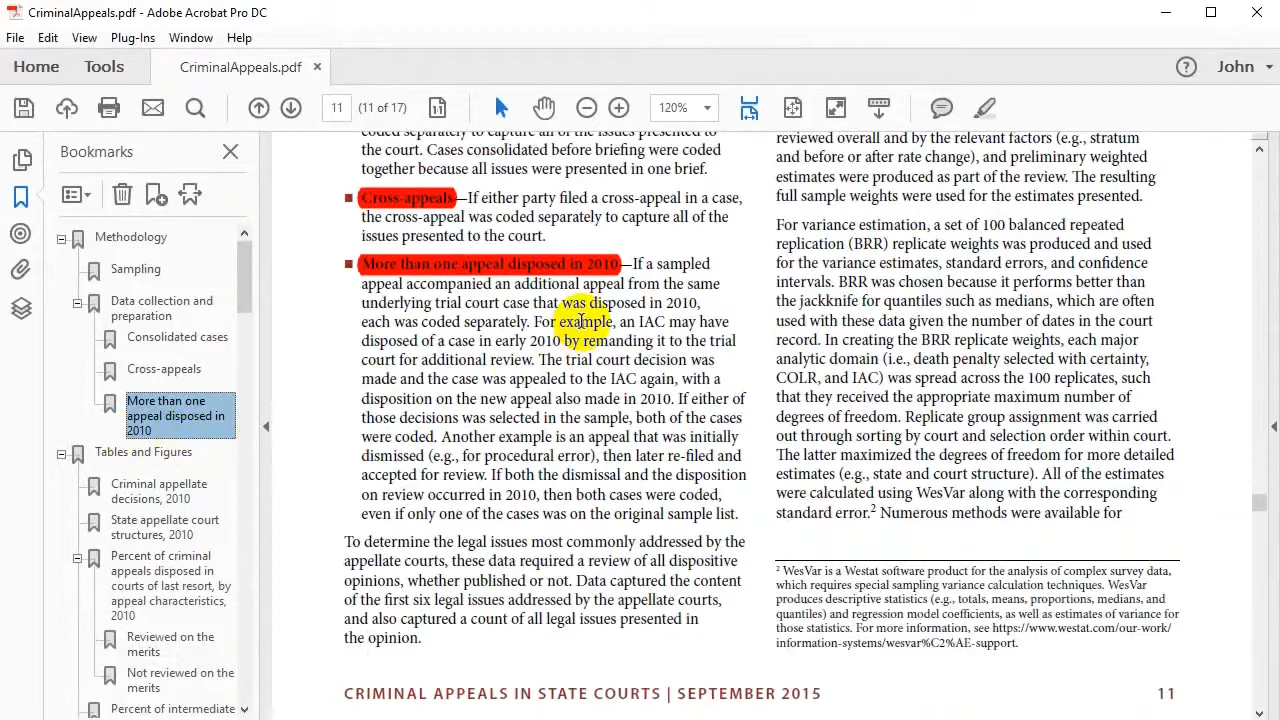 CriminalAppeals.pdf - Adobe Acrobat Pro DC
File Edit View Plug-Ins Window Help
Home Tools CriminalAppeals.pdf × ? John
11 (11 of 17) 120%
Bookmarks
Methodology
Sampling
Data collection and
preparation
Consolidated cases
Cross-appeals
More than one
appeal disposed in
2010
Tables and Figures
Criminal appellate
decisions, 2010
State appellate court
structures, 2010
Percent of criminal
appeals disposed in
courts of last resort, by
appeal characteristics,
2010
Reviewed on the
merits
Not reviewed on the
merits
Percent of intermediate
coded separately to capture all of the issues presented to
the court. Cases consolidated before briefing were coded
together because all issues were presented in one brief.
■ Cross-appeals—If either party filed a cross-appeal in a case,
the cross-appeal was coded separately to capture all of the
issues presented to the court.
■ More than one appeal disposed in 2010—If a sampled
appeal accompanied an additional appeal from the same
underlying trial court case that was disposed in 2010,
each was coded separately. For example, an IAC may have
disposed of a case in early 2010 by remanding it to the trial
court for additional review. The trial court decision was
made and the case was appealed to the IAC again, with a
disposition on the new appeal also made in 2010. If either of
those decisions was selected in the sample, both of the cases
were coded. Another example is an appeal that was initially
dismissed (e.g., for procedural error), then later re-filed and
accepted for review. If both the dismissal and the disposition
on review occurred in 2010, then both cases were coded,
even if only one of the cases was on the original sample list.
To determine the legal issues most commonly addressed by the
appellate courts, these data required a review of all dispositive
opinions, whether published or not. Data captured the content
of the first six legal issues addressed by the appellate courts,
and also captured a count of all legal issues presented in
the opinion.
reviewed overall and by the relevant factors (e.g., stratum
and before or after rate change), and preliminary weighted
estimates were produced as part of the review. The resulting
full sample weights were used for the estimates presented.
For variance estimation, a set of 100 balanced repeated
replication (BRR) replicate weights was produced and used
for the variance estimates, standard errors, and confidence
intervals. BRR was chosen because it performs better than
the jackknife for quantiles such as medians, which are often
used with these data given the number of dates in the court
record. In creating the BRR replicate weights, each major
analytic domain (i.e., death penalty selected with certainty,
COLR, and IAC) was spread across the 100 replicates, such
that they received the appropriate maximum number of
degrees of freedom. Replicate group assignment was carried
out through sorting by court and selection order within court.
The latter maximized the degrees of freedom for more detailed
estimates (e.g., state and court structure). All of the estimates
were calculated using WesVar along with the corresponding
standard error.2 Numerous methods were available for
2 WesVar is a Westat software product for the analysis of complex survey data,
which requires special sampling variance calculation techniques. WesVar
produces descriptive statistics (e.g., totals, means, proportions, medians, and
quantiles) and regression model coefficients, as well as estimates of variance for
those statistics. For more information, see https://www.westat.com/our-work/
information-systems/wesvar%C2%AE-support.
CRIMINAL APPEALS IN STATE COURTS | SEPTEMBER 2015 11